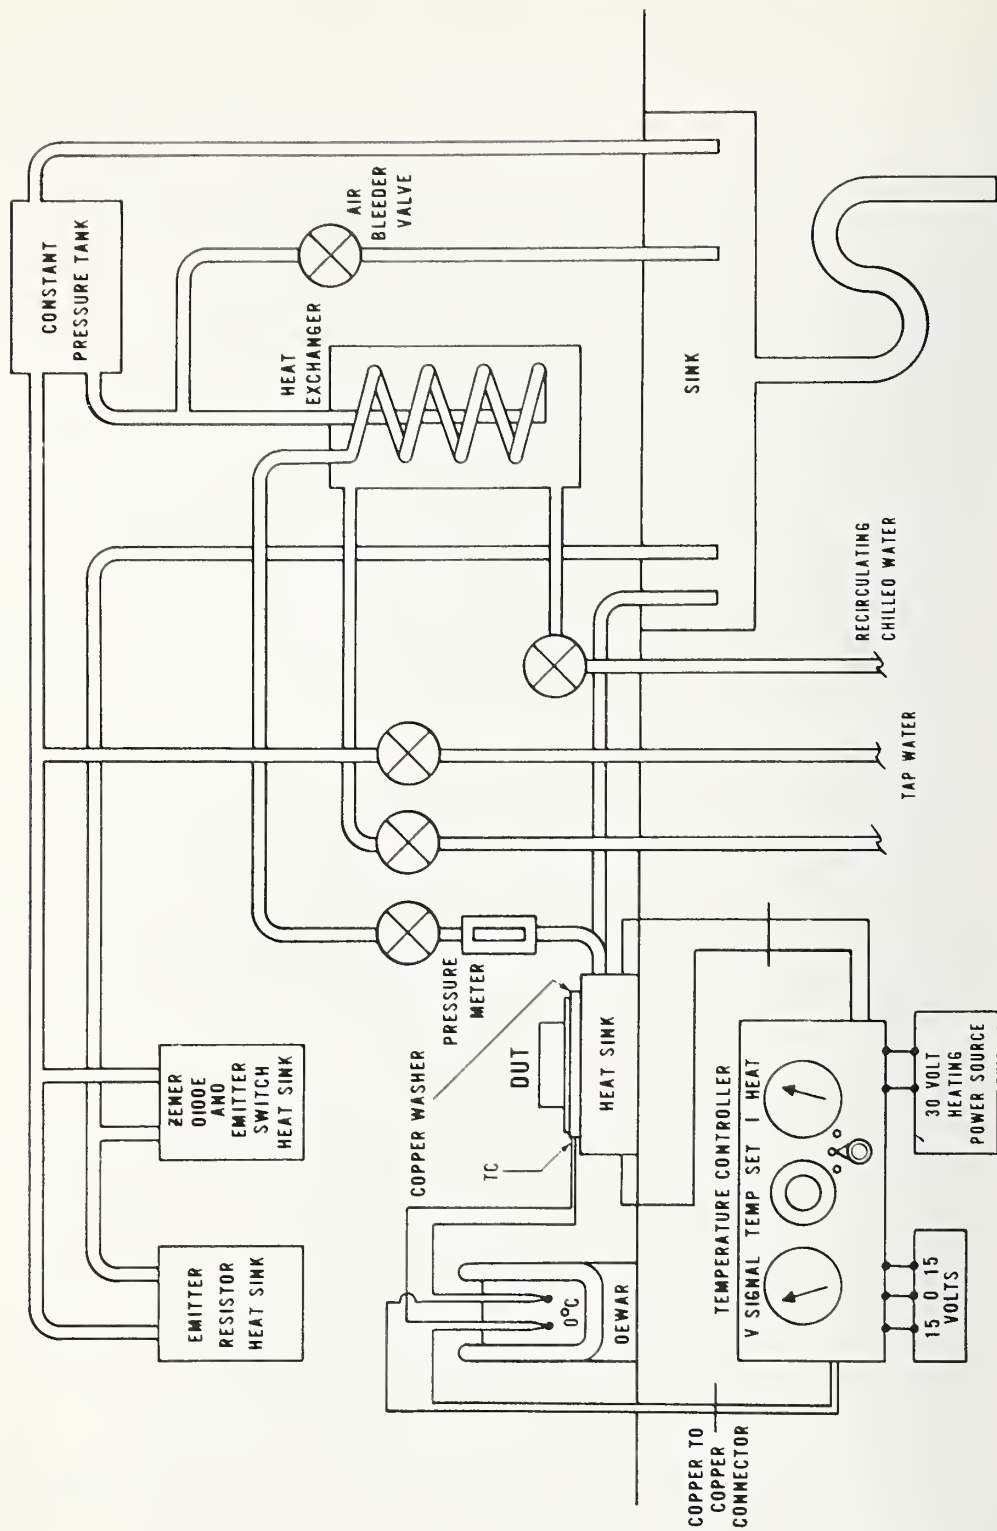 CONSTANT
PRESSURE TANK
AIR
BLEEDER
VALVE
HEAT
EXCHANGER
SINK
RECIRCULATING
CHILLED WATER
TAP WATER
ZENER
DIODE
AND
EMITTER
SWITCH
HEAT SINK
EMITTER
RESISTOR
HEAT SINK
PRESSURE
METER
COPPER WASHER
TC
DUT
HEAT SINK
0°C
DEWAR
TEMPERATURE CONTROLLER
V SIGNAL TEMP SET I HEAT
COPPER TO
COPPER
CONNECTOR
15 0 15
VOLTS
30 VOLT
HEATING
POWER SOURCE